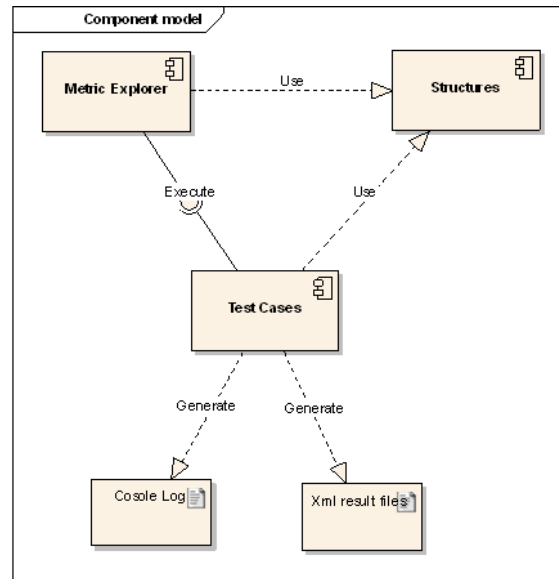 Component model
Metric Explorer
Use
Structures
Execute
Use
Test Cases
Generate
Generate
Cosole Log
Xml result files